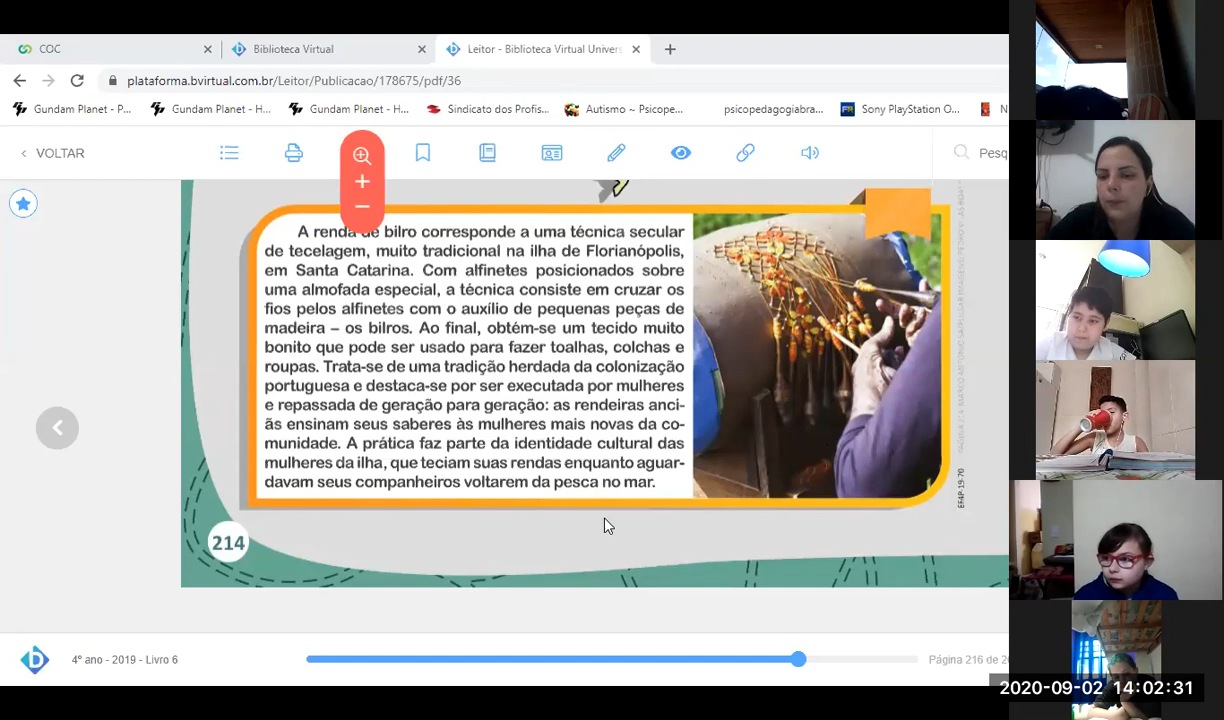 COC
Biblioteca Virtual
Leitor - Biblioteca Virtual Univers
plataforma.bvirtual.com.br/Leitor/Publicacao/178675/pdf/36
Gundam Planet - P...
Gundam Planet - H...
Gundam Planet - H...
Sindicato dos Profis...
Autismo ~ Psicope...
psicopedagogiabra...
Sony PlayStation O...
N
VOLTAR
Pesq
A renda de bilro corresponde a uma técnica secular
de tecelagem, muito tradicional na ilha de Florianópolis,
em Santa Catarina. Com alfinetes posicionados sobre
uma almofada especial, a técnica consiste em cruzar os
fios pelos alfinetes com o auxílio de pequenas peças de
madeira – os bilros. Ao final, obtém-se um tecido muito
bonito que pode ser usado para fazer toalhas, colchas e
roupas. Trata-se de uma tradição herdada da colonização
portuguesa e destaca-se por ser executada por mulheres
e repassada de geração para geração: as rendeiras anci-
ãs ensinam seus saberes às mulheres mais novas da co-
munidade. A prática faz parte da identidade cultural das
mulheres da ilha, que teciam suas rendas enquanto aguar-
davam seus companheiros voltarem da pesca no mar.
EF4P-19-70
214
4º ano - 2019 - Livro 6
Página 216 de 2
2020-09-02 14:02:31